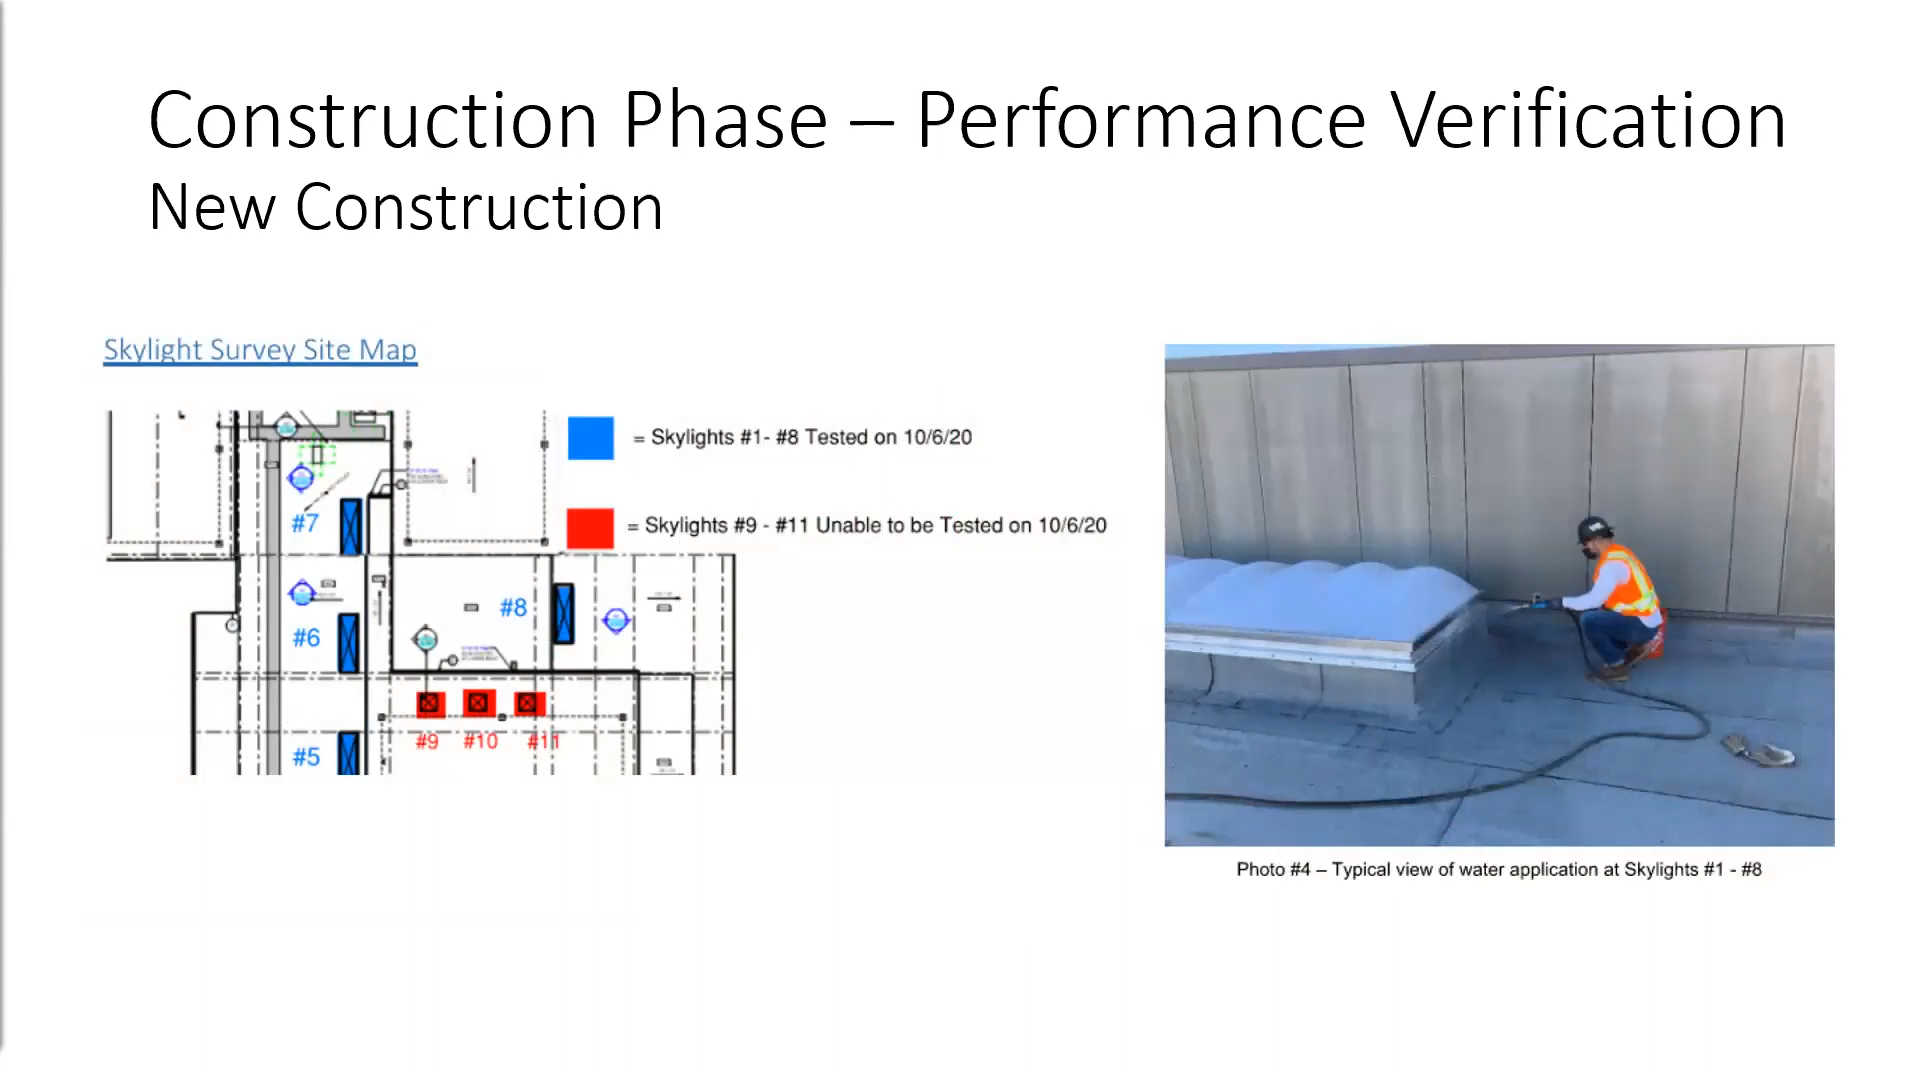 Construction Phase – Performance Verification
New Construction
Skylight Survey Site Map
= Skylights #1- #8 Tested on 10/6/20
= Skylights #9 - #11 Unable to be Tested on 10/6/20
#7
#8
#6
#9 #10 #11
#5
Photo #4 – Typical view of water application at Skylights #1 - #8